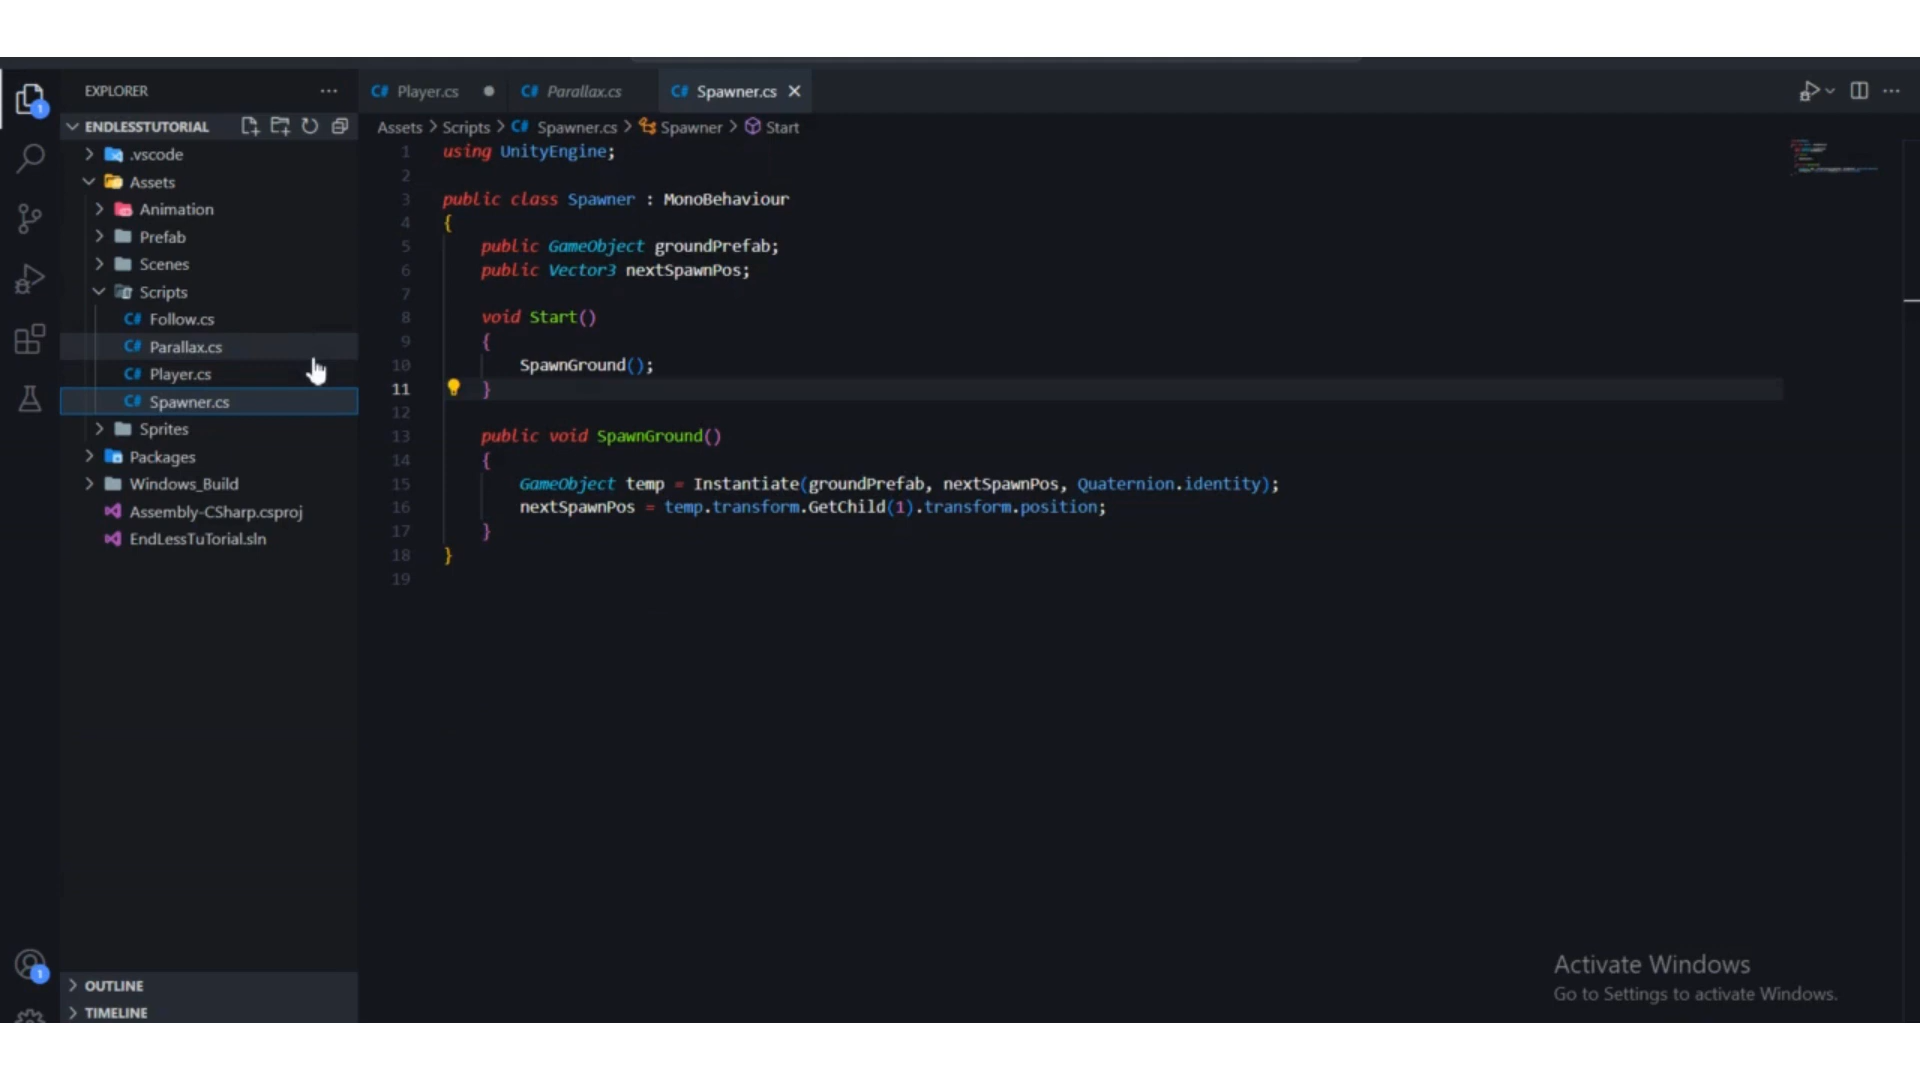 EXPLORER
Player.cs
Parallax.cs
Spawner.cs
ENDLESSTUTORIAL
Assets > Scripts > C# Spawner.cs > Spawner > Start
.vscode
Assets
Animation
Prefab
Scenes
Scripts
C# Follow.cs
C# Parallax.cs
C# Player.cs
C# Spawner.cs
Sprites
Packages
Windows_Build
Assembly-CSharp.csproj
EndLessTuTorial.sln
OUTLINE
TIMELINE
1 using UnityEngine;
2
3 public class Spawner : MonoBehaviour
4 {
5 public GameObject groundPrefab;
6 public Vector3 nextSpawnPos;
7
8 void Start()
9 {
10 SpawnGround();
11 }
12
13 public void SpawnGround()
14 {
15 GameObject temp = Instantiate(groundPrefab, nextSpawnPos, Quaternion.identity);
16 nextSpawnPos = temp.transform.GetChild(1).transform.position;
17 }
18 }
19
1
1
Activate Windows
Go to Settings to activate Windows.